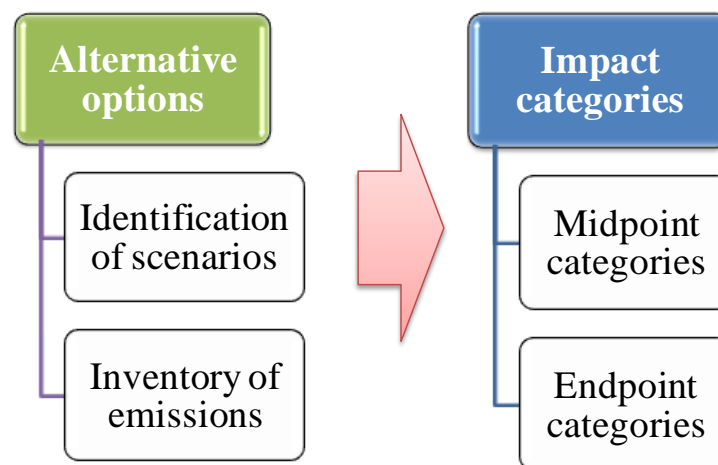 Alternative
options
Identification
of scenarios
Inventory of
emissions
Impact
categories
Midpoint
categories
Endpoint
categories